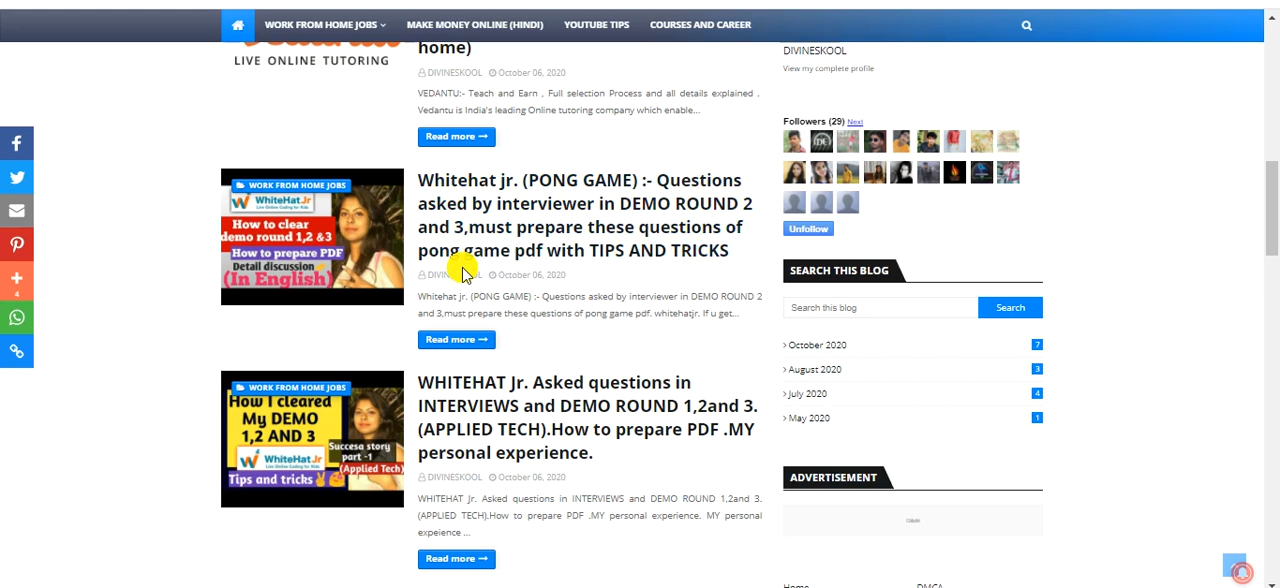 WORK FROM HOME JOBS
MAKE MONEY ONLINE (HINDI)
YOUTUBE TIPS
COURSES AND CAREER
LIVE ONLINE TUTORING
home)
DIVINESKOOL October 06, 2020
VEDANTU:- Teach and Earn , Full selection Process and all details explained .
Vedantu is India's leading Online tutoring company which enable...
Read more
WORK FROM HOME JOBS
WhiteHat Jr
Live Online Coding for Kids
How to clear
demo round 1,2 &3
How to prepare PDF
Detail discussion
(In English)
Whitehat jr. (PONG GAME) :- Questions
asked by interviewer in DEMO ROUND 2
and 3,must prepare these questions of
pong game pdf with TIPS AND TRICKS
October 06, 2020
Whitehat jr. (PONG GAME) :- Questions asked by interviewer in DEMO ROUND 2
and 3,must prepare these questions of pong game pdf. whitehatjr. If u get...
Read more
WORK FROM HOME JOBS
How I cleared
My DEMO
1,2 AND 3
WhiteHat Jr
Live Online Coding for Kids
Tips and tricks
Succesa story
part -1
(Applied Tech)
WHITEHAT Jr. Asked questions in
INTERVIEWS and DEMO ROUND 1,2and 3.
(APPLIED TECH).How to prepare PDF .MY
personal experience.
DIVINESKOOL October 06, 2020
WHITEHAT Jr. Asked questions in INTERVIEWS and DEMO ROUND 1,2and 3.
(APPLIED TECH).How to prepare PDF .MY personal experience. MY personal
expeience ...
Read more
4
DIVINESKOOL
View my complete profile
Followers (29) Next
Unfollow
SEARCH THIS BLOG
Search this blog
Search
October 2020 7
August 2020 3
July 2020 4
May 2020 1
ADVERTISEMENT
Home
DMCA